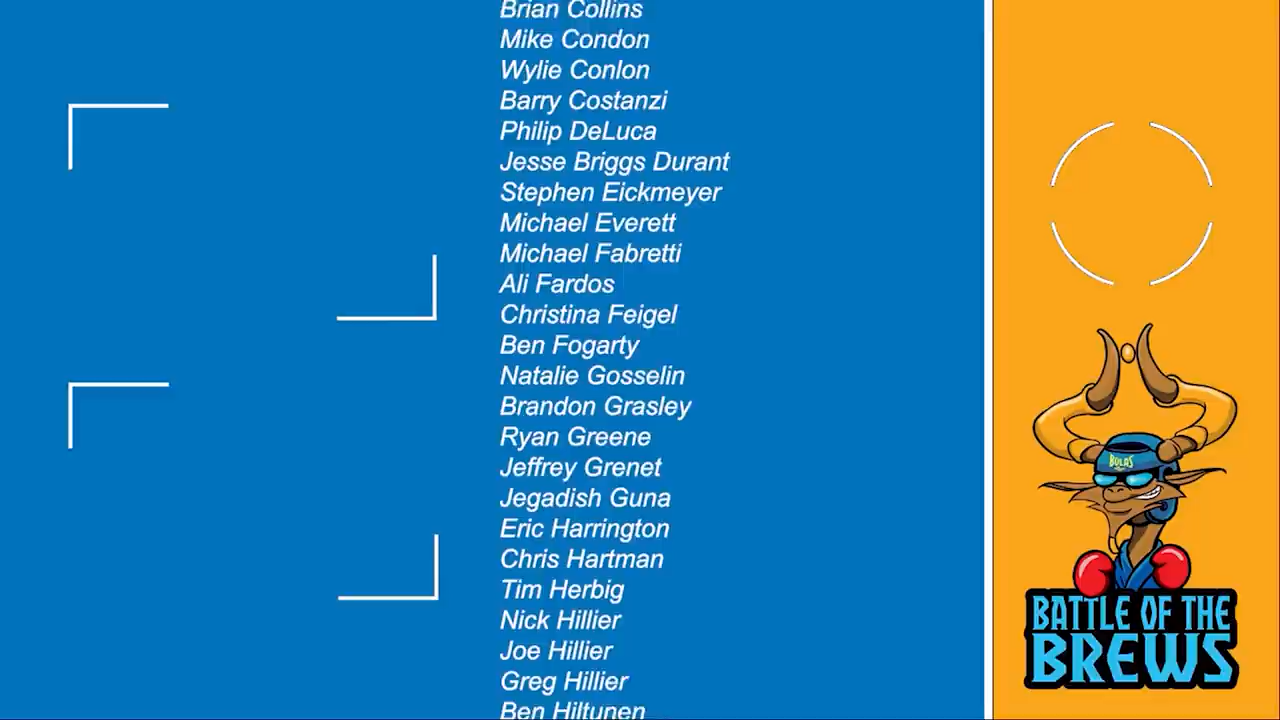 Brian Collins
Mike Condon
Wylie Conlon
Barry Costanzi
Philip DeLuca
Jesse Briggs Durant
Stephen Eickmeyer
Michael Everett
Michael Fabretti
Ali Fardos
Christina Feigel
Ben Fogarty
Natalie Gosselin
Brandon Grasley
Ryan Greene
Jeffrey Grenet
Jegadish Guna
Eric Harrington
Chris Hartman
Tim Herbig
Nick Hillier
Joe Hillier
Greg Hillier
Ben Hiltunen
BULAS
BATTLE OF THE
BREWS